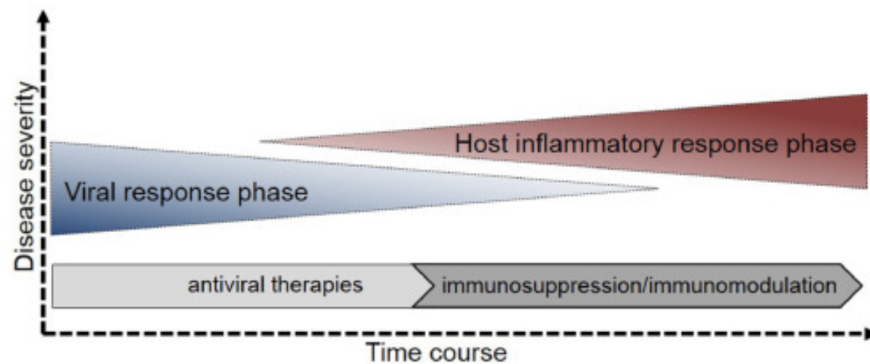 Disease severity
Host inflammatory response phase
Viral response phase
antiviral therapies
immunosuppression/immunomodulation
Time course